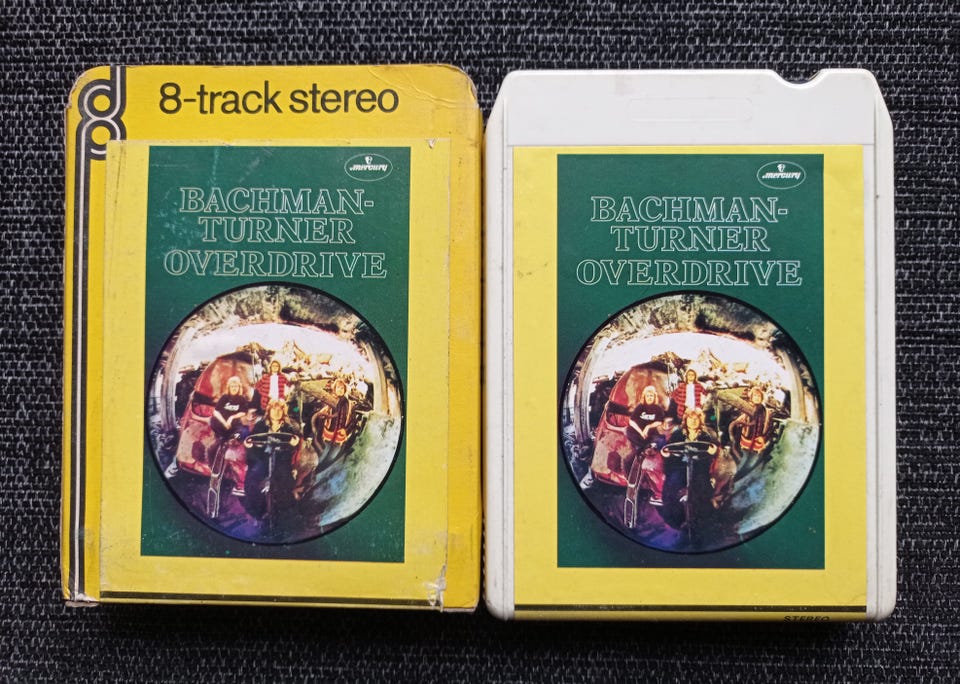 8-track stereo
mercury
BACHMAN-
TURNER
OVERDRIVE
mercury
BACHMAN-
TURNER
OVERDRIVE
STEREO